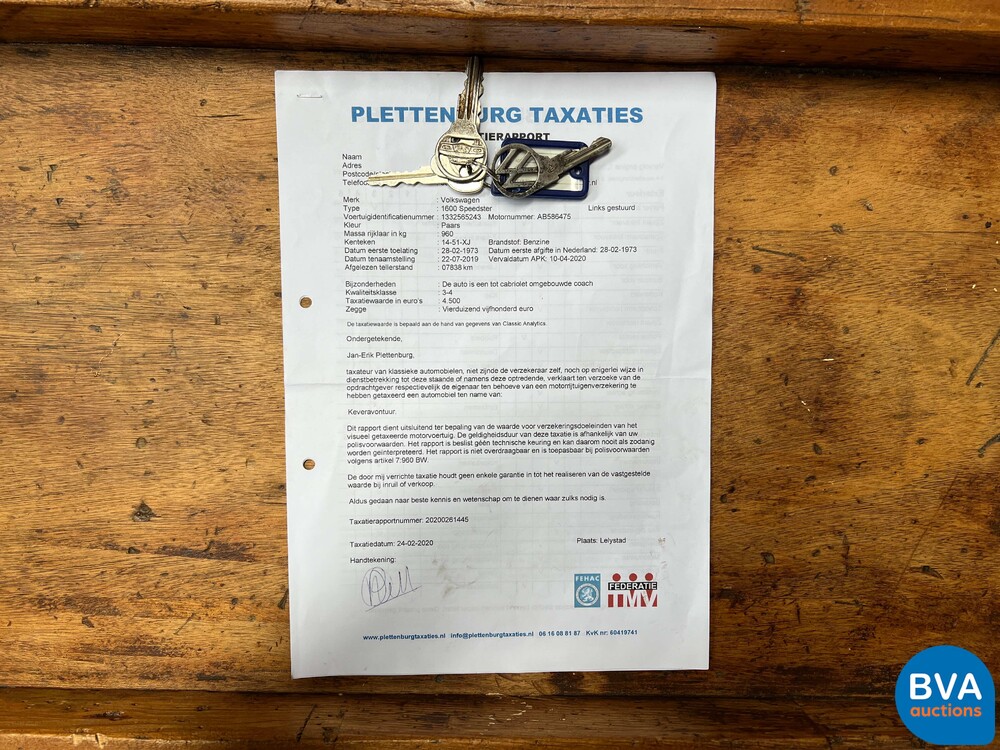 PLETTENBURG TAXATIES
TIERAPPORT
Naam
Adres
.nl
Merk : Volkswagen
Type : 1600 Speedster Links gestuurd
Voertuigidentificatienummer : 1332565243 Motornummer: AB586475
Kleur : Paars
Massa rijklaar in kg : 960
Kenteken : 14-51-XJ Brandstof: Benzine
Datum eerste toelating : 28-02-1973 Datum eerste afgifte in Nederland: 28-02-1973
Datum tenaamstelling : 22-07-2019 Vervaldatum APK: 10-04-2020
Afgelezen tellerstand : 07838 km
Bijzonderheden : De auto is een tot cabriolet omgebouwde coach
Kwaliteitsklasse : 3-4
Taxatiewaarde in euro's : 4.500
Zegge : Vierduizend vijfhonderd euro
De taxatiewaarde is bepaald aan de hand van gegevens van Classic Analytics.
Ondergetekende,
Jan-Erik Plettenburg,
taxateur van klassieke automobielen, niet zijnde de verzekeraar zelf, noch op enigerlei wijze in
dienstbetrekking tot deze staande of namens deze optredende, verklaart ten verzoeke van de
opdrachtgever respectievelijk de eigenaar ten behoeve van een motorrijtuigenverzekering te
hebben getaxeerd een automobiel ten name van:
Keveravontuur.
Dit rapport dient uitsluitend ter bepaling van de waarde voor verzekeringsdoeleinden van het
visueel getaxeerde motorvoertuig. De geldigheidsduur van deze taxatie is afhankelijk van uw
polisvoorwaarden. Het rapport is beslist géén technische keuring en kan daarom nooit als zodanig
worden geïnterpreteerd. Het rapport is niet overdraagbaar en is toepasbaar bij polisvoorwaarden
volgens artikel 7:960 BW.
De door mij verrichte taxatie houdt geen enkele garantie in tot het realiseren van de vastgestelde
waarde bij inruil of verkoop.
Aldus gedaan naar beste kennis en wetenschap om te dienen waar zulks nodig is.
Taxatierapportnummer: 20200261445
Taxatiedatum: 24-02-2020 Plaats: Lelystad
Handtekening:
FEHAC
FEDERATIE
TMV
www.plettenburgtaxaties.nl info@plettenburgtaxaties.nl 06 16 08 81 87 KvK nr: 60419741
BVA
auctions